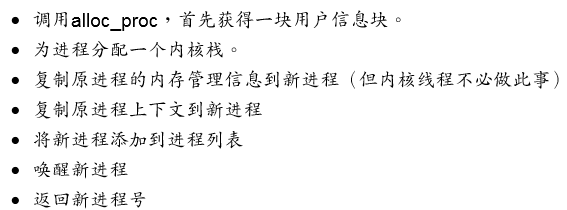 • 调用alloc_proc，首先获得一块用户信息块。
• 为进程分配一个内核栈。
• 复制原进程的内存管理信息到新进程（但内核线程不必做此事）
• 复制原进程上下文到新进程
• 将新进程添加到进程列表
• 唤醒新进程
• 返回新进程号